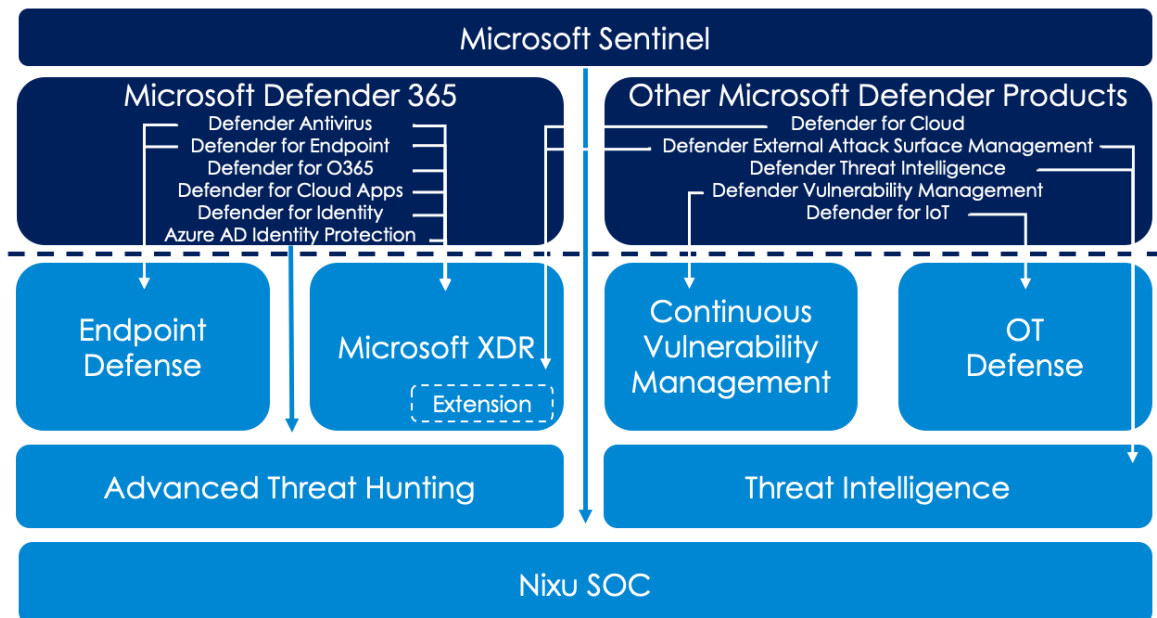 Microsoft Sentinel
Microsoft Defender 365
Defender Antivirus
Defender for Endpoint
Defender for O365
Defender for Cloud Apps
Defender for Identity
Azure AD Identity Protection
Other Microsoft Defender Products
Defender for Cloud
Defender External Attack Surface Management
Defender Threat Intelligence
Defender Vulnerability Management
Defender for IoT
Endpoint
Defense
Microsoft XDR
Extension
Continuous
Vulnerability
Management
OT
Defense
Advanced Threat Hunting
Threat Intelligence
Nixu SOC